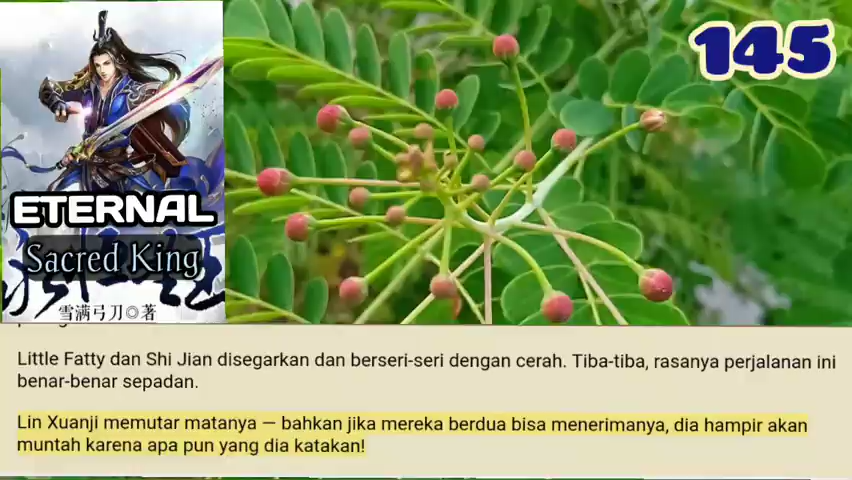 145
ETERNAL
Sacred King
雪满弓刀◎著
Little Fatty dan Shi Jian disegarkan dan berseri-seri dengan cerah. Tiba-tiba, rasanya perjalanan ini
benar-benar sepadan.
Lin Xuanji memutar matanya — bahkan jika mereka berdua bisa menerimanya, dia hampir akan
muntah karena apa pun yang dia katakan!